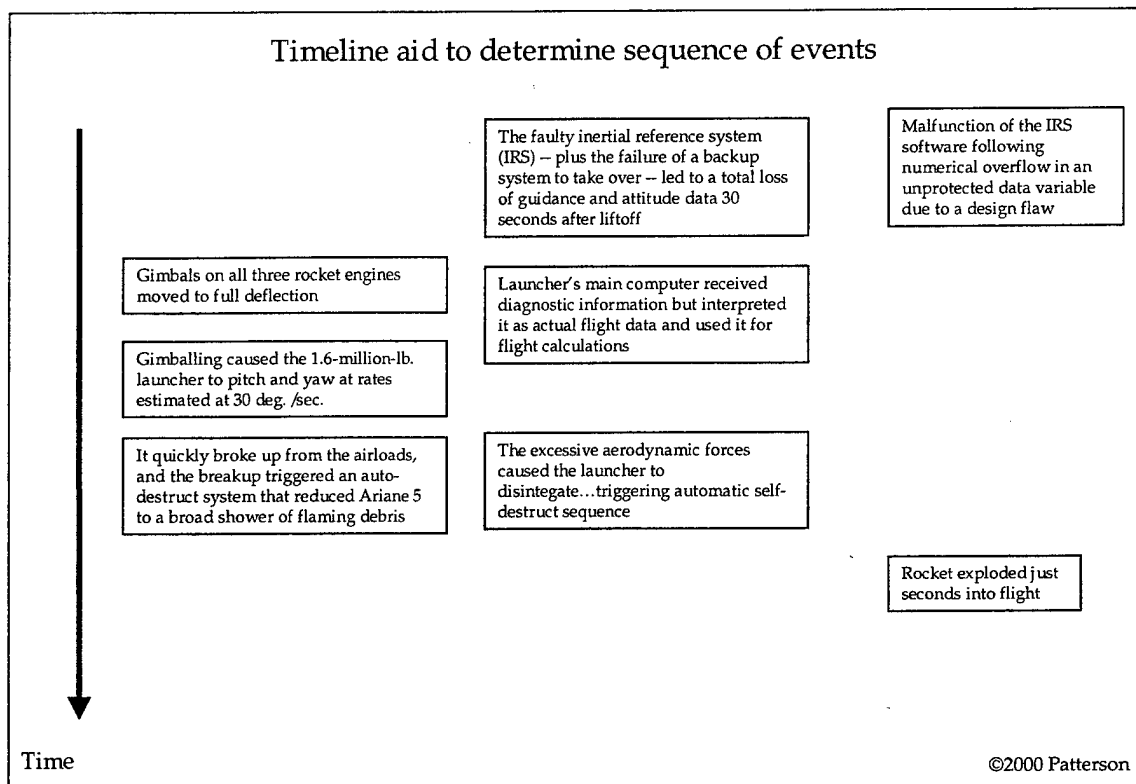 Timeline aid to determine sequence of events
The faulty inertial reference system
(IRS) – plus the failure of a backup
system to take over – led to a total loss
of guidance and attitude data 30
seconds after liftoff
Malfunction of the IRS
software following
numerical overflow in an
unprotected data variable
due to a design flaw
Gimbals on all three rocket engines
moved to full deflection
Launcher's main computer received
diagnostic information but interpreted
it as actual flight data and used it for
flight calculations
Gimballing caused the 1.6-million-lb.
launcher to pitch and yaw at rates
estimated at 30 deg. /sec.
It quickly broke up from the airloads,
and the breakup triggered an auto-
destruct system that reduced Ariane 5
to a broad shower of flaming debris
The excessive aerodynamic forces
caused the launcher to
disintegate...triggering automatic self-
destruct sequence
Rocket exploded just
seconds into flight
Time
©2000 Patterson